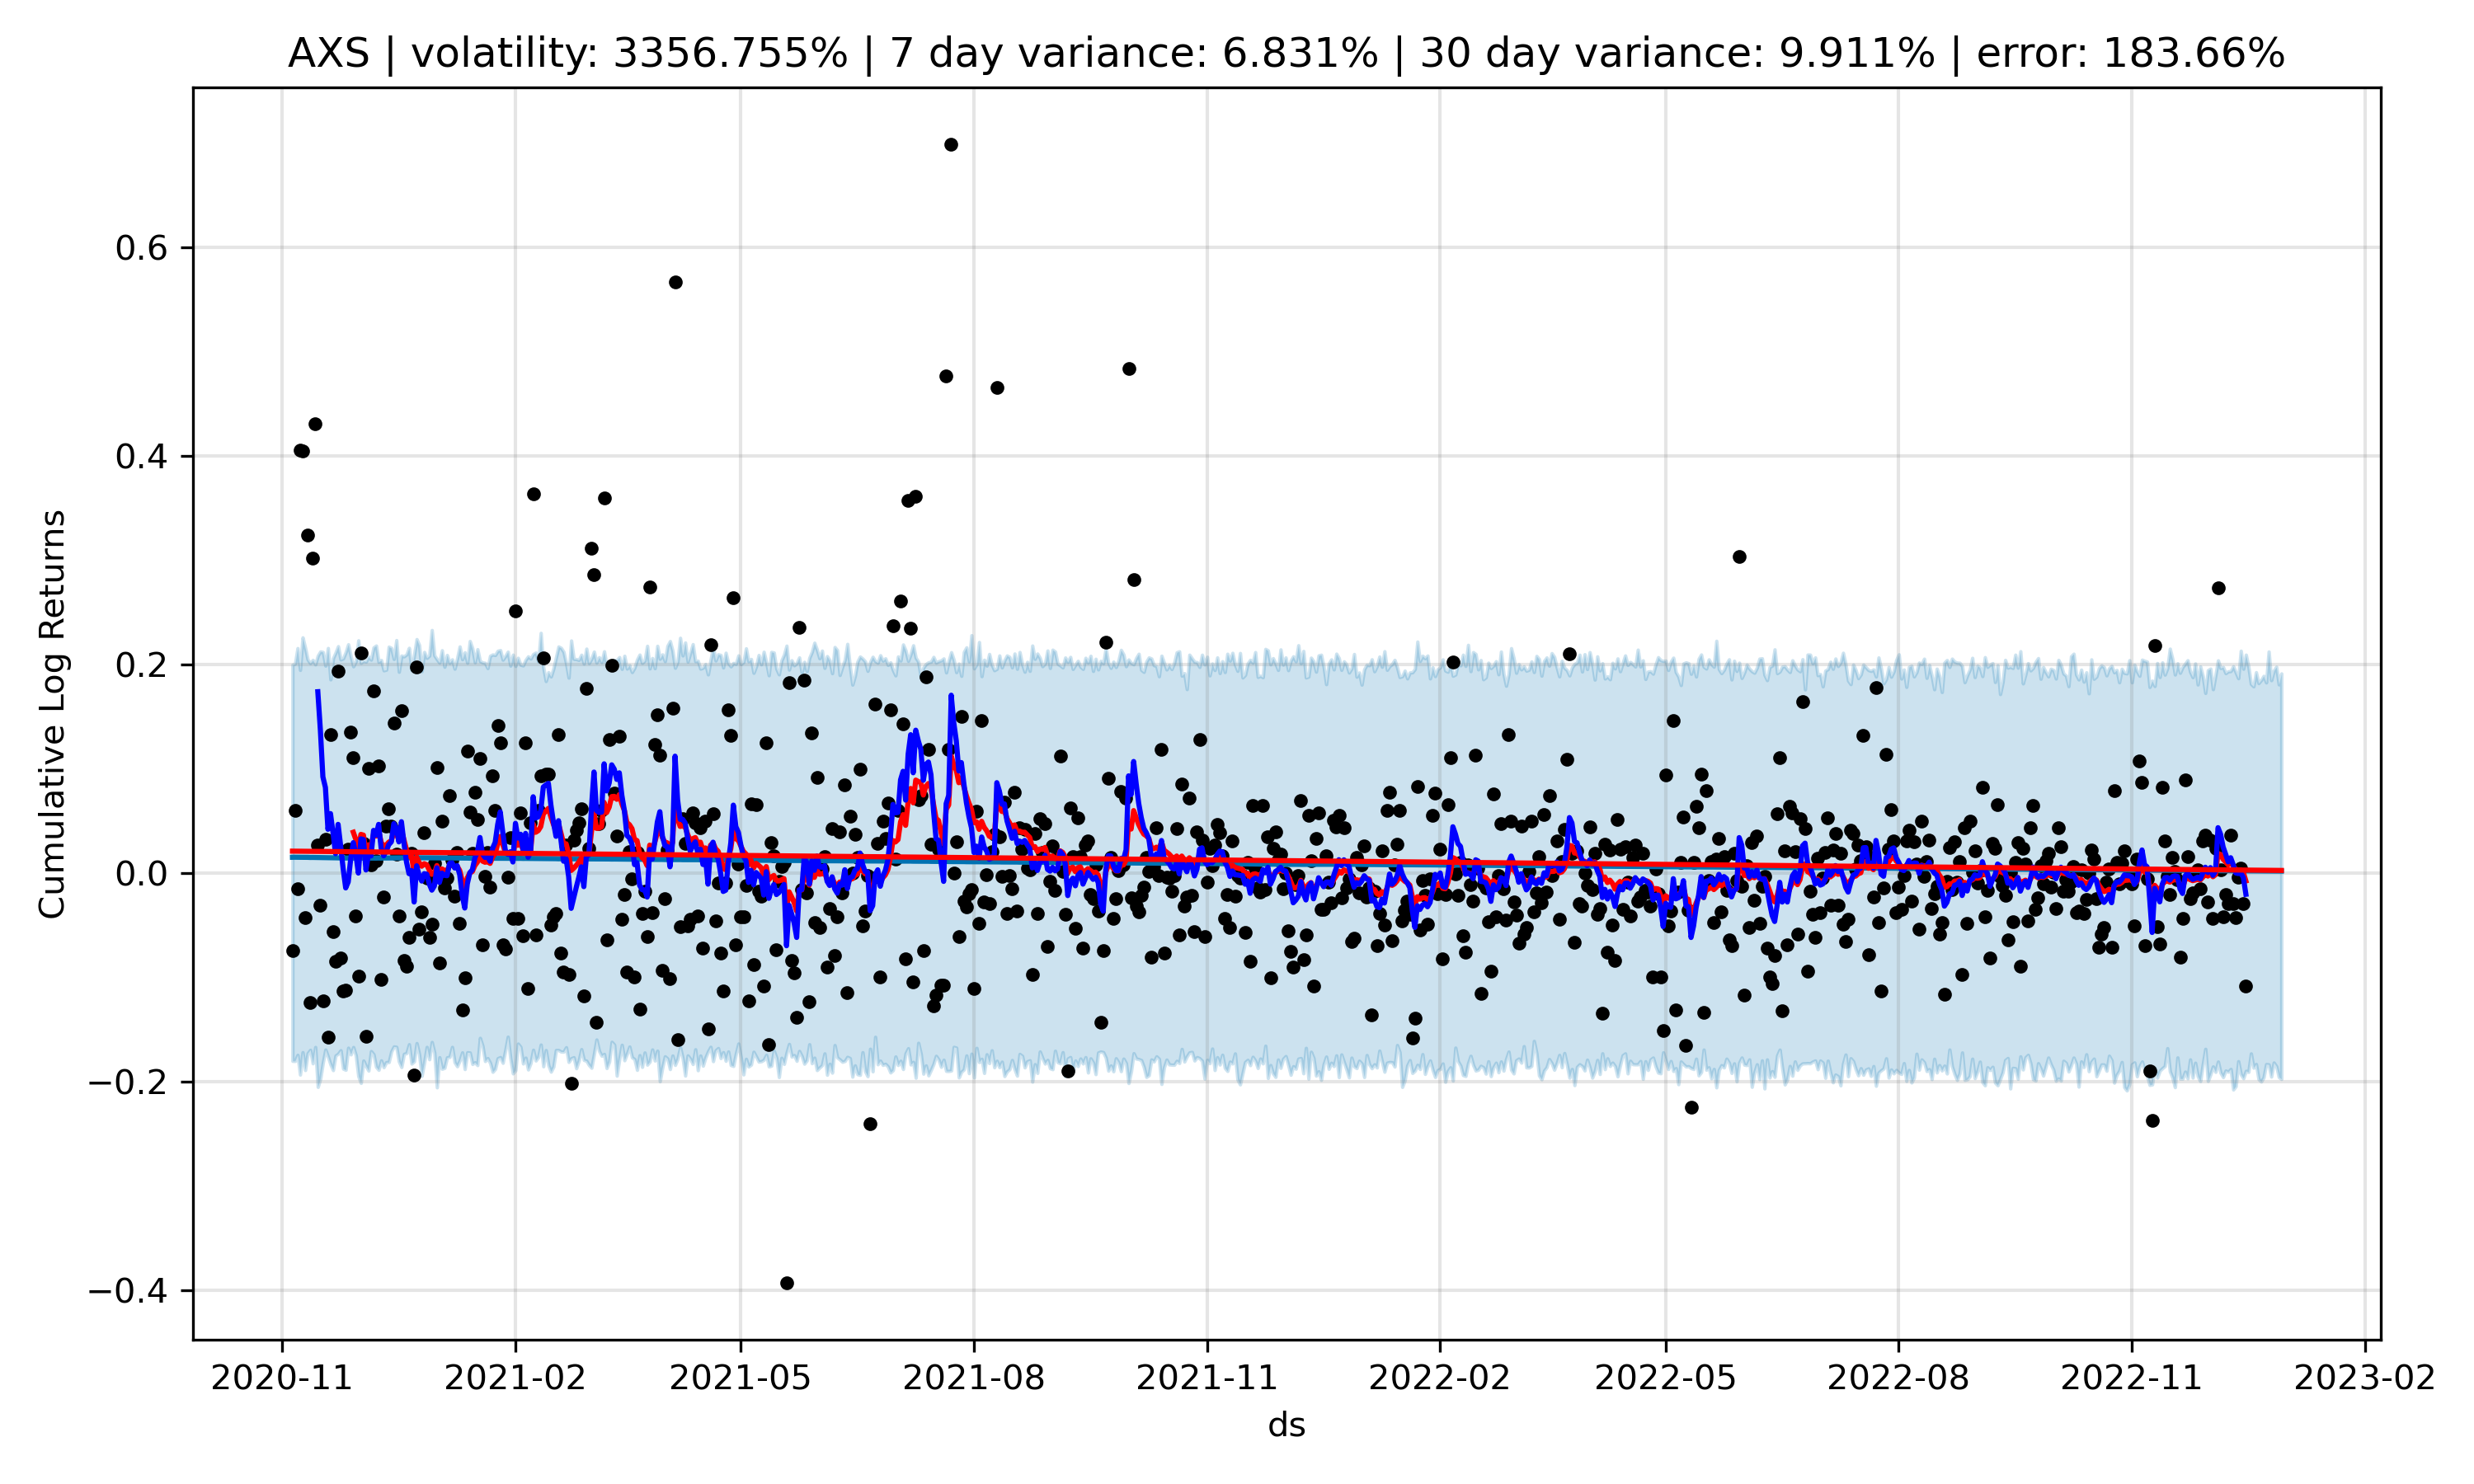 AXS | volatility: 3356.755% | 7 day variance: 6.831% | 30 day variance: 9.911% | error: 183.66%
Cumulative Log Returns
0.6
0.4
0.2
0.0
−0.2
−0.4
2020-11 2021-02 2021-05 2021-08 2021-11 2022-02 2022-05 2022-08 2022-11 2023-02
ds